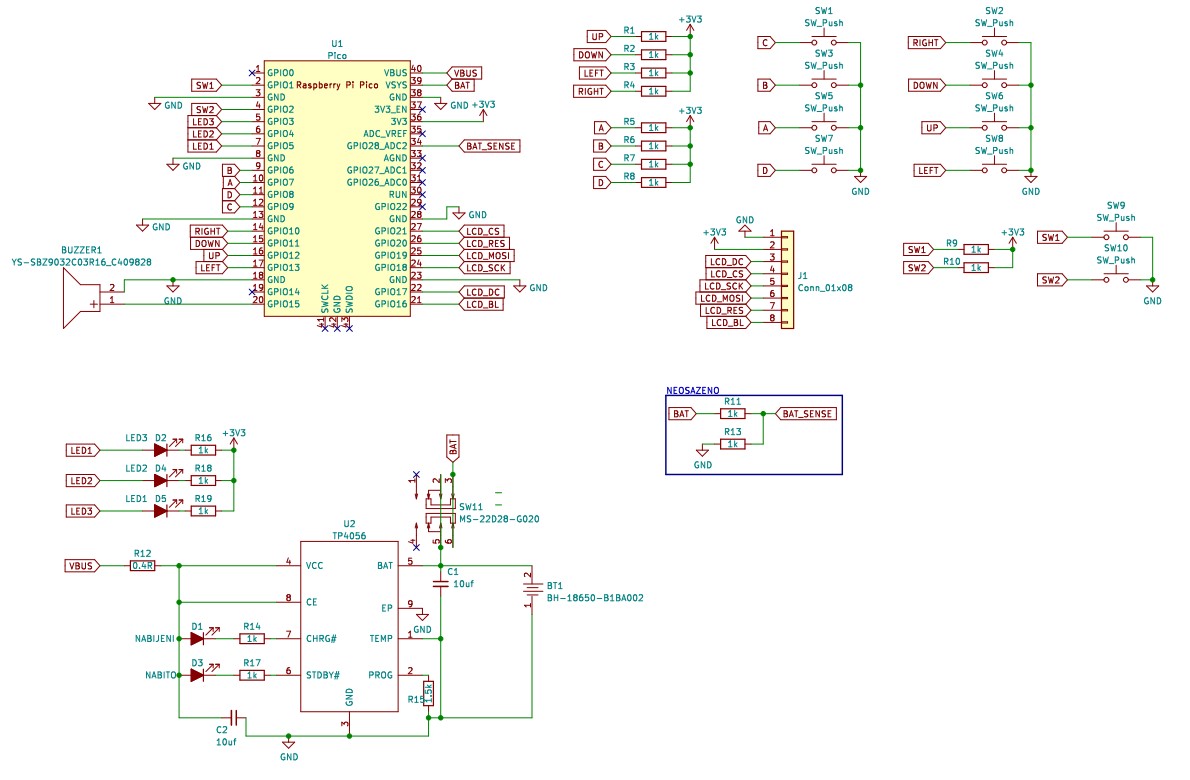 U1
Pico
Raspberry Pi Pico
1 GPIO0
2 GPIO1
3 GND
4 GPIO2
5 GPIO3
6 GPIO4
7 GPIO5
8 GND
9 GPIO6
10 GPIO7
11 GPIO8
12 GPIO9
13 GND
14 GPIO10
15 GPIO11
16 GPIO12
17 GPIO13
18 GND
19 GPIO14
20 GPIO15
SW1
GND
SW2
LED3
LED2
LED1
GND
B
A
D
C
GND
RIGHT
DOWN
UP
LEFT
GND
VBUS 40 VBUS
VSYS 39 BAT
GND 38 GND
3V3_EN 37
3V3 36 +3V3
ADC_VREF 35
GPIO28_ADC2 34 BAT_SENSE
AGND 33
GPIO27_ADC1 32
GPIO26_ADC0 31
RUN 30
GPIO22 29
GND 28 GND
GPIO21 27 LCD_CS
GPIO20 26 LCD_RES
GPIO19 25 LCD_MOSI
GPIO18 24 LCD_SCK
GND 23 GND
GPIO17 22 LCD_DC
GPIO16 21 LCD_BL
SWCLK 41
GND 42
SWDIO 43
BUZZER1
YS-SBZ9032C03R16_C409828
2
1
+
+3V3
UP R1 1k
DOWN R2 1k
LEFT R3 1k
RIGHT R4 1k
+3V3
A R5 1k
B R6 1k
C R7 1k
D R8 1k
SW1
SW_Push
C
SW3
SW_Push
B
SW5
SW_Push
A
SW7
SW_Push
D
GND
SW2
SW_Push
RIGHT
SW4
SW_Push
DOWN
SW6
SW_Push
UP
SW8
SW_Push
LEFT
GND
GND
+3V3
1
2
LCD_DC 3
LCD_CS 4
LCD_SCK 5
LCD_MOSI 6
LCD_RES 7
LCD_BL 8
J1
Conn_01x08
+3V3
SW1 R9 1k
SW2 R10 1k
SW9
SW_Push
SW1
SW10
SW_Push
SW2
GND
NEOSAZENO
BAT R11 1k BAT_SENSE
R13 1k
GND
+3V3
LED1 LED3 D2 R16 1k
LED2 LED2 D4 R18 1k
LED3 LED1 D5 R19 1k
BAT
1 2 3
SW11
MS-22D28-G020
4 5 6
U2
TP4056
VBUS R12 0.4R
4 VCC
8 CE
7 CHRG#
6 STDBY#
BAT 5
EP 9
GND
TEMP 1
PROG 2
GND 3
NABIJENI D1 R14 1k
NABITO D3 R17 1k
C1
10uf
2
BT1
BH-18650-B1BA002
1
R15 1.5k
C2
10uf
GND